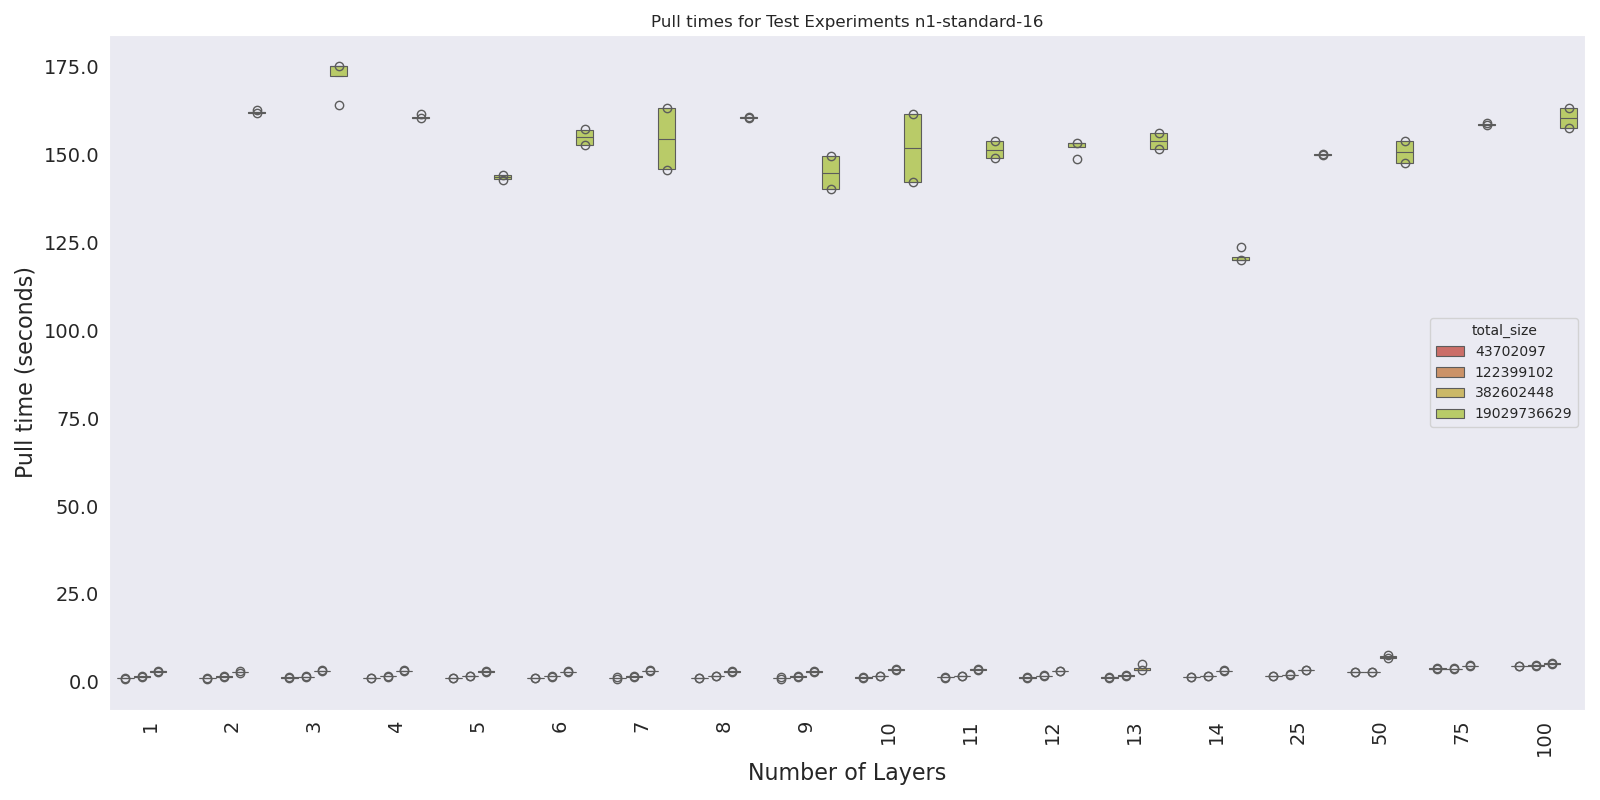 Pull times for Test Experiments n1-standard-16
Pull time (seconds)
175.0
150.0
125.0
100.0
75.0
50.0
25.0
0.0
total_size
43702097
122399102
382602448
19029736629
1 2 3 4 5 6 7 8 9 10 11 12 13 14 25 50 75 100
Number of Layers